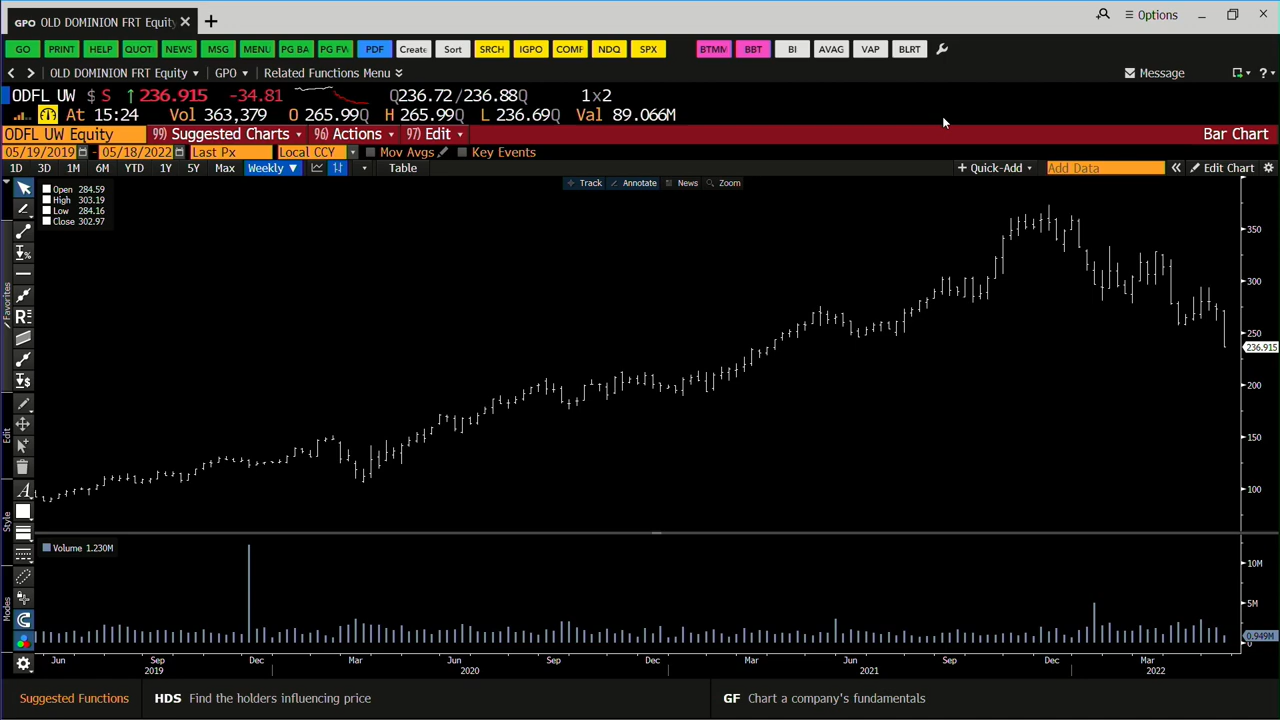 GPO OLD DOMINION FRT Equity
Options
GO PRINT HELP QUOT NEWS MSG MENU PG BA PG FW PDF Create Sort SRCH IGPO COMF NDQ SPX BTMM BBT BI AVAG VAP BLRT
OLD DOMINION FRT Equity GPO Related Functions Menu Message ?
ODFL UW $ S ↑ 236.915 -34.81 Q236.72/236.88Q 1x2
At 15:24 Vol 363,379 O 265.99Q H 265.99Q L 236.69Q Val 89.066M
ODFL UW Equity 99) Suggested Charts 96) Actions 97) Edit Bar Chart
05/19/2019 - 05/18/2022 Last Px Local CCY Mov Avgs Key Events
1D 3D 1M 6M YTD 1Y 5Y Max Weekly ▼ Table + Quick-Add Add Data « Edit Chart
Track Annotate News Zoom
Open 284.59
High 303.19
Low 284.16
Close 302.97
350
300
250
236.915
200
150
100
Favorites
Edit
Style
Modes
Volume 1.230M
10M
5M
0.949M
0
Jun Sep Dec Mar Jun Sep Dec Mar Jun Sep Dec Mar
2019 2020 2021 2022
Suggested Functions HDS Find the holders influencing price GF Chart a company's fundamentals